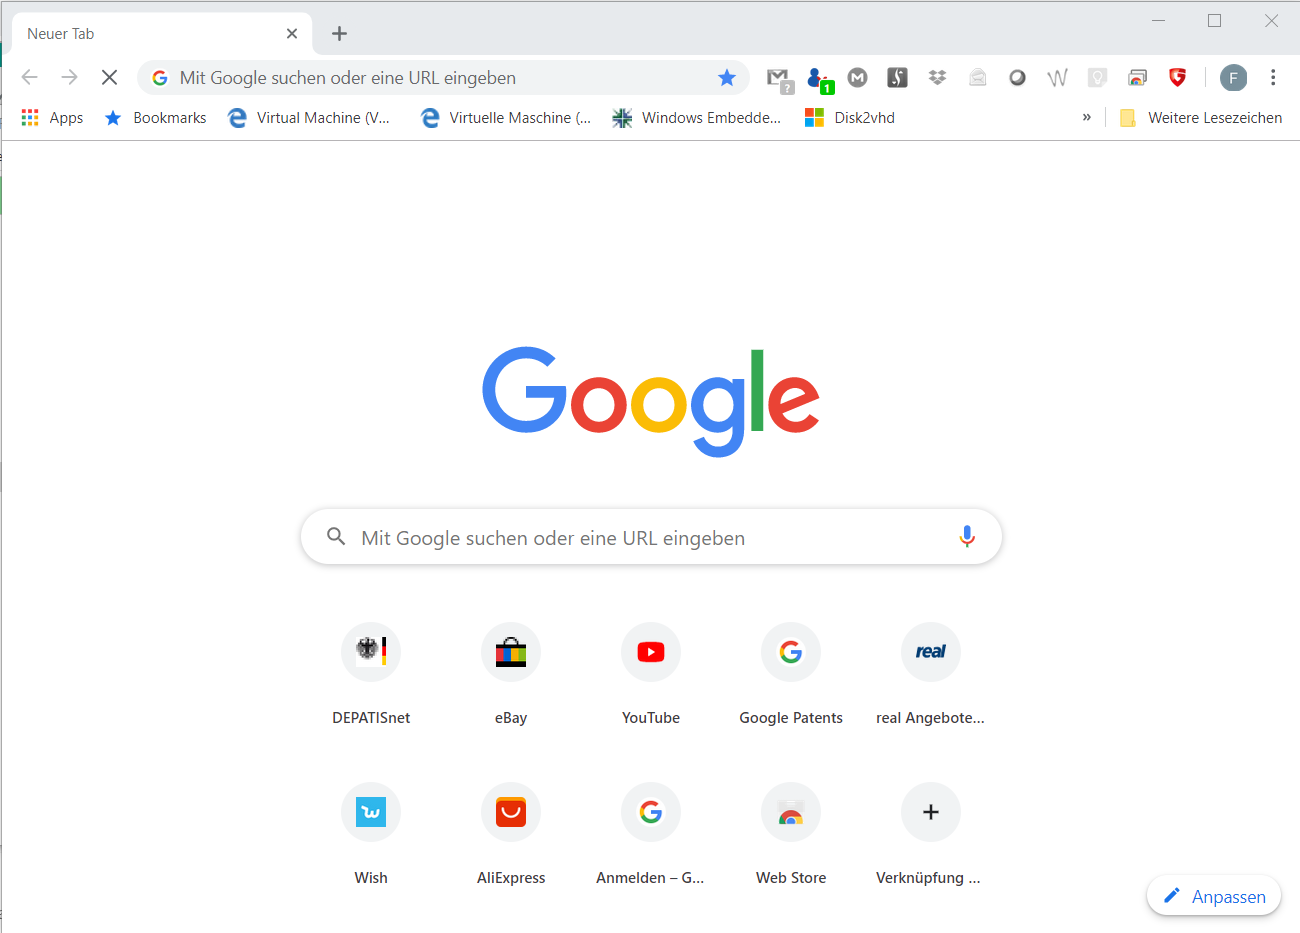 Neuer Tab
Mit Google suchen oder eine URL eingeben
? 1 M W F
Apps Bookmarks Virtual Machine (V... Virtuelle Maschine (... Windows Embedde... Disk2vhd » Weitere Lesezeichen
Google
Mit Google suchen oder eine URL eingeben
real
DEPATISnet eBay YouTube Google Patents real Angebote...
Wish AliExpress Anmelden – G... Web Store Verknüpfung ...
Anpassen